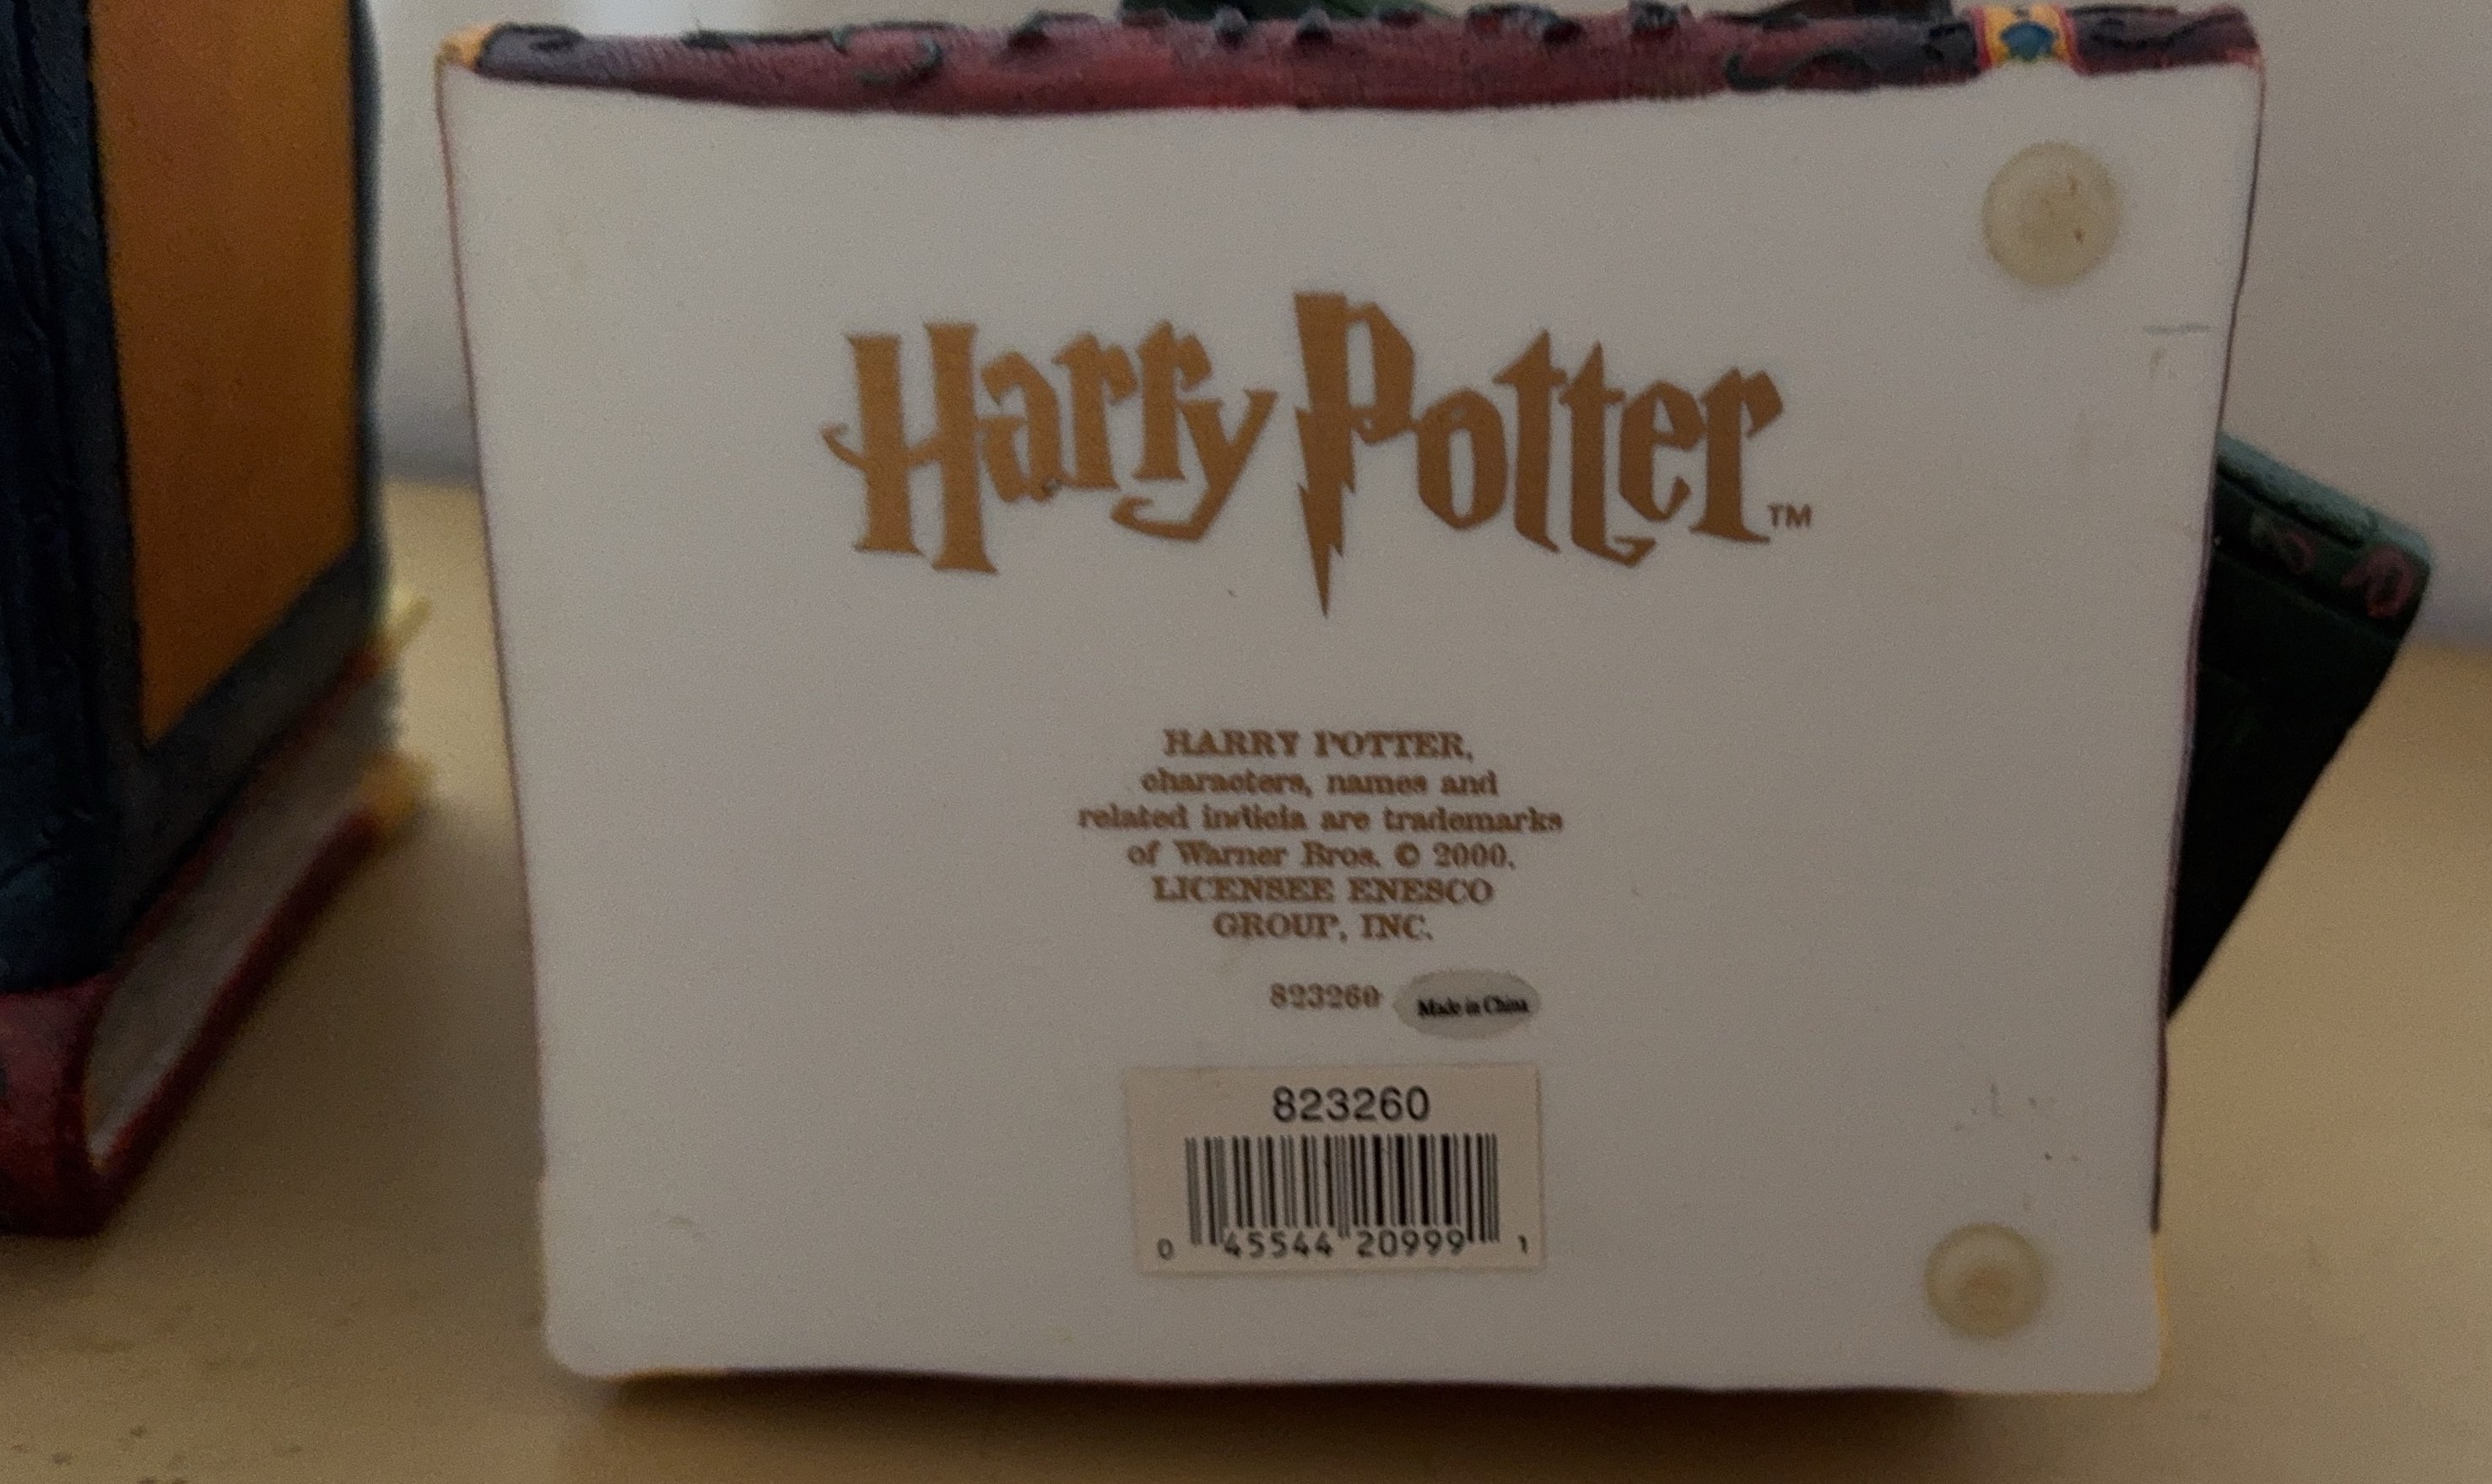 Harry Potter™
HARRY POTTER,
characters, names and
related indicia are trademarks
of Warner Bros. © 2000.
LICENSEE ENESCO
GROUP, INC.
823260 Made in China
823260
0 45544 20999 1